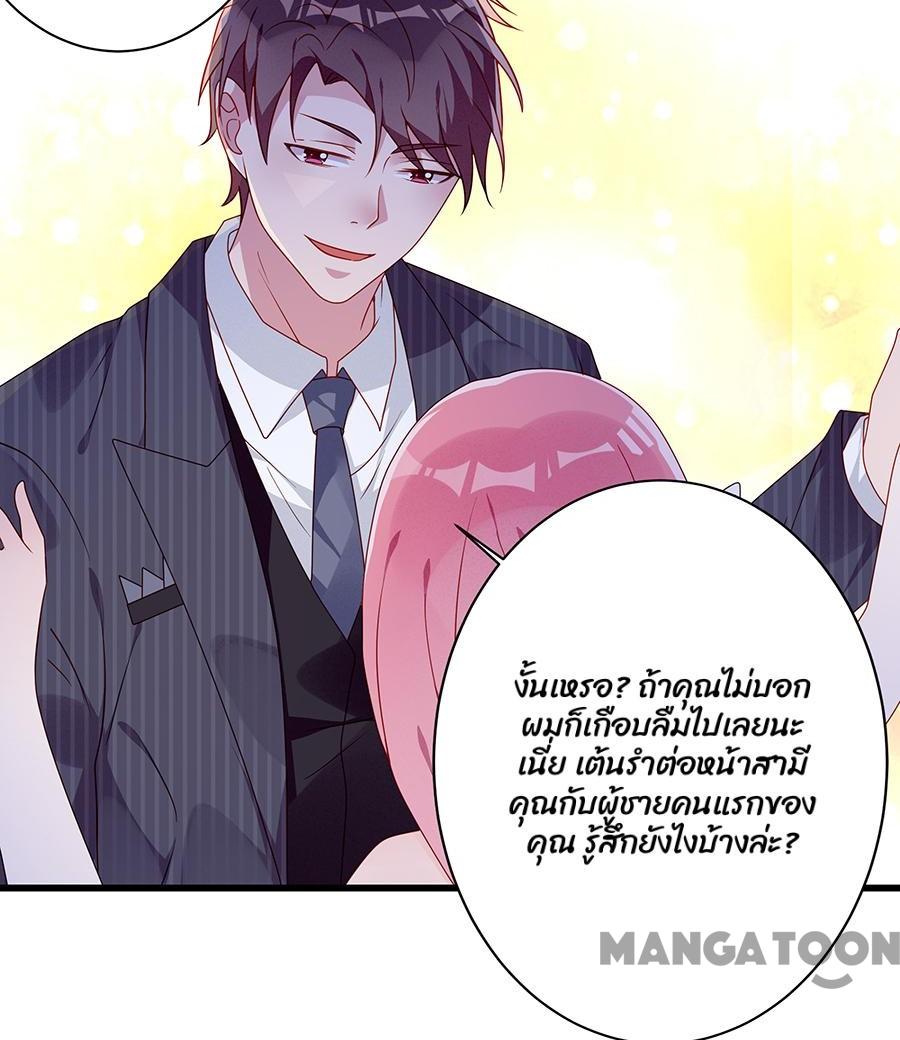 งั้นเหรอ? ถ้าคุณไม่บอก
ผมก็เกือบลืมไปเลยนะ
เนี่ย เต้นรำต่อหน้าสามี
คุณกับผู้ชายคนแรกของ
คุณ รู้สึกยังไงบ้างล่ะ?
MANGATOON